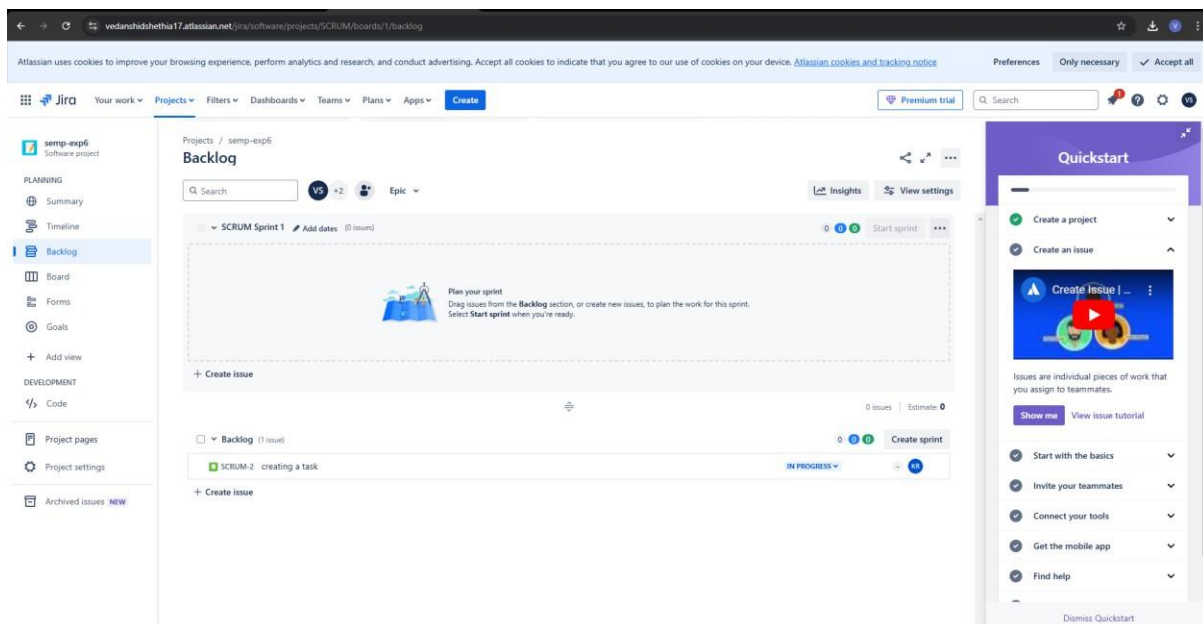 vedanshidshethia17.atlassian.net/jira/software/projects/SCRUM/boards/1/backlog
Atlassian uses cookies to improve your browsing experience, perform analytics and research, and conduct advertising. Accept all cookies to indicate that you agree to our use of cookies on your device. Atlassian cookies and tracking notice
Preferences Only necessary Accept all
Jira Your work Projects Filters Dashboards Teams Plans Apps Create Premium trial Search 1 VS
semp-exp6
Software project
PLANNING
Summary
Timeline
Backlog
Board
Forms
Goals
Add view
DEVELOPMENT
Code
Project pages
Project settings
Archived issues NEW
Projects / semp-exp6
Backlog
Search VS +2 Epic Insights View settings
SCRUM Sprint 1 Add dates (0 issues) 0 0 0 Start sprint
Plan your sprint
Drag issues from the Backlog section, or create new issues, to plan the work for this sprint.
Select Start sprint when you're ready.
+ Create issue
0 issues Estimate: 0
Backlog (1 issue) 0 0 0 Create sprint
SCRUM-2 creating a task IN PROGRESS - KR
+ Create issue
Quickstart
Create a project
Create an issue
Create Issue | ...
Issues are individual pieces of work that
you assign to teammates.
Show me View issue tutorial
Start with the basics
Invite your teammates
Connect your tools
Get the mobile app
Find help
Dismiss Quickstart